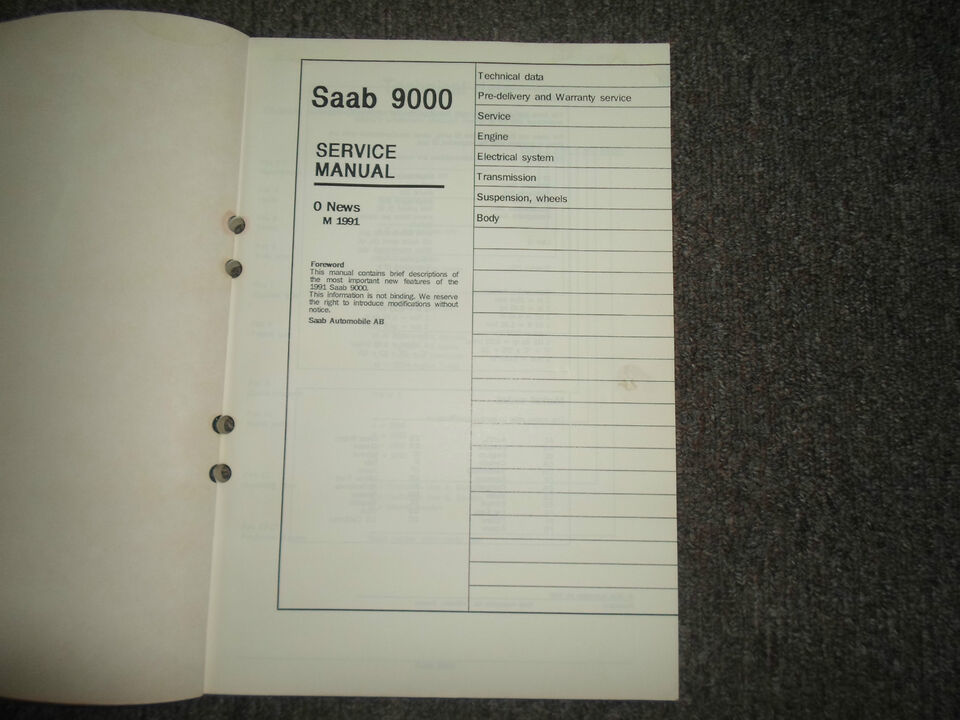 Saab 9000
SERVICE
MANUAL
0 News
M 1991
Foreword
This manual contains brief descriptions of
the most important new features of the
1991 Saab 9000.
This information is not binding. We reserve
the right to introduce modifications without
notice.
Saab Automobile AB
Technical data
Pre-delivery and Warranty service
Service
Engine
Electrical system
Transmission
Suspension, wheels
Body